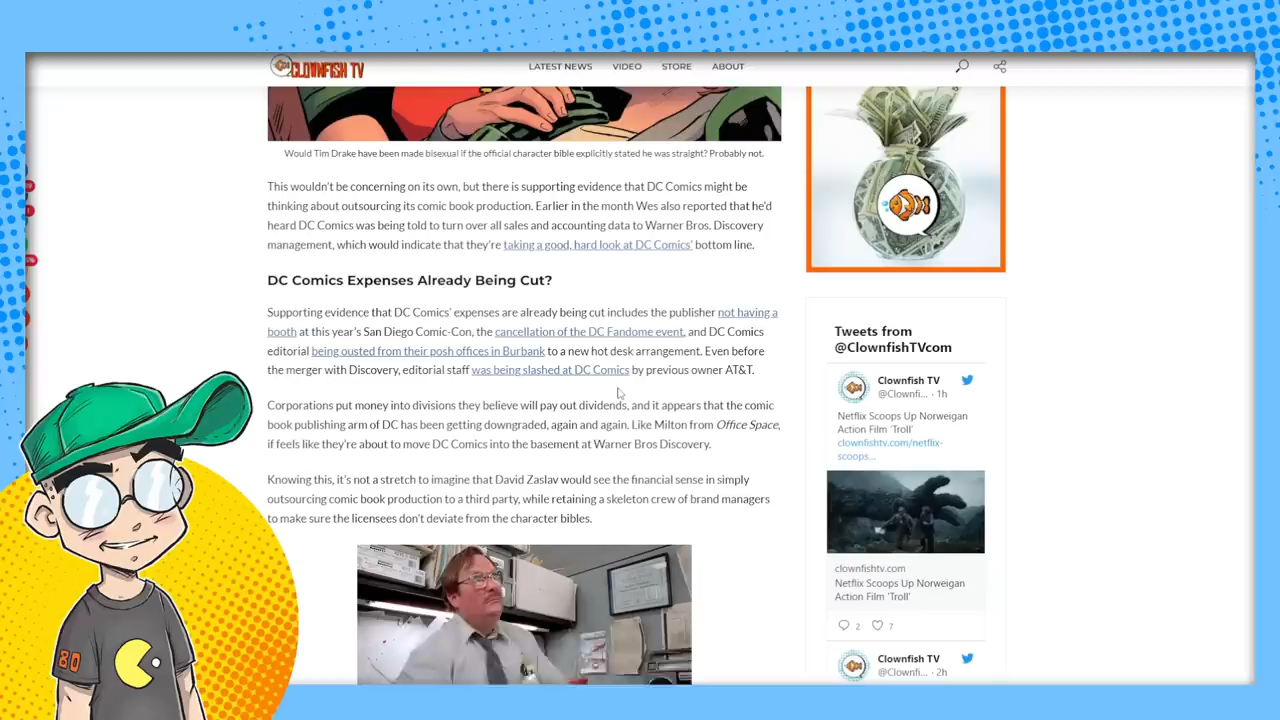 CLOWNFISH TV
LATEST NEWS VIDEO STORE ABOUT
Would Tim Drake have been made bisexual if the official character bible explicitly stated he was straight? Probably not.
This wouldn't be concerning on its own, but there is supporting evidence that DC Comics might be
thinking about outsourcing its comic book production. Earlier in the month Wes also reported that he'd
heard DC Comics was being told to turn over all sales and accounting data to Warner Bros. Discovery
management, which would indicate that they're taking a good, hard look at DC Comics' bottom line.
DC Comics Expenses Already Being Cut?
Supporting evidence that DC Comics' expenses are already being cut includes the publisher not having a
booth at this year's San Diego Comic-Con, the cancellation of the DC Fandome event, and DC Comics
editorial being ousted from their posh offices in Burbank to a new hot desk arrangement. Even before
the merger with Discovery, editorial staff was being slashed at DC Comics by previous owner AT&T.
Corporations put money into divisions they believe will pay out dividends, and it appears that the comic
book publishing arm of DC has been getting downgraded, again and again. Like Milton from Office Space,
if feels like they're about to move DC Comics into the basement at Warner Bros Discovery.
Knowing this, it's not a stretch to imagine that David Zaslav would see the financial sense in simply
outsourcing comic book production to a third party, while retaining a skeleton crew of brand managers
to make sure the licensees don't deviate from the character bibles.
Tweets from
@ClownfishTVcom
Clownfish TV
@Clownfi... · 1h
Netflix Scoops Up Norwegian
Action Film 'Troll'
clownfishtv.com/netflix-
scoops...
clownfishtv.com
Netflix Scoops Up Norweigan
Action Film 'Troll'
2 7
Clownfish TV
@Clownfi... · 2h
80